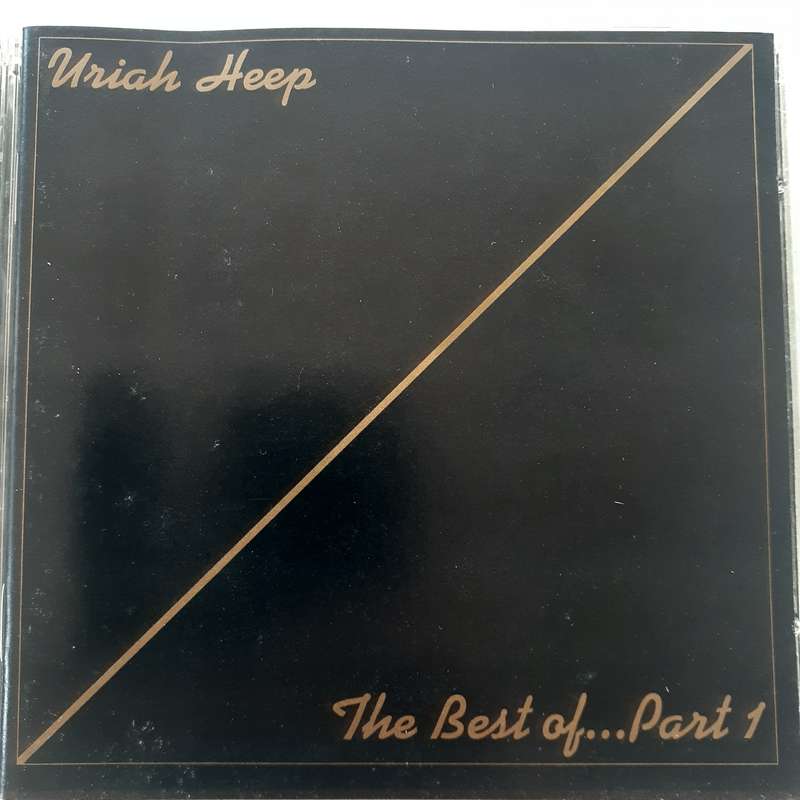 Uriah Heep
The Best of...Part 1